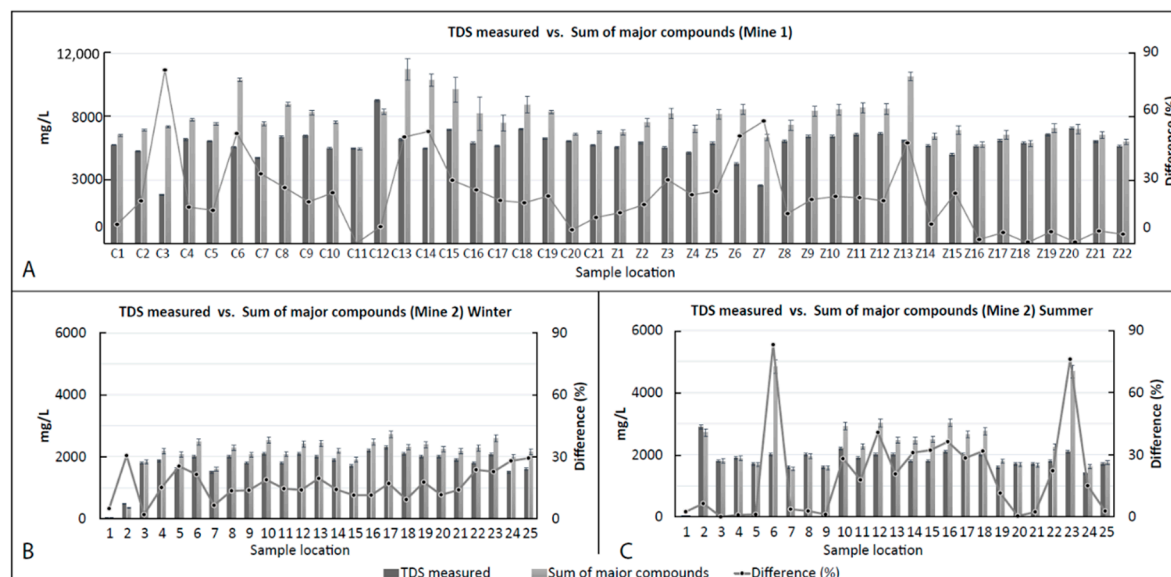 TDS measured vs. Sum of major compounds (Mine 1)
12,000
8000
3000
0
mg/L
90
60
30
0
Difference (%)
C1 C2 C3 C4 C5 C6 C7 C8 C9 C10 C11 C12 C13 C14 C15 C16 C17 C18 C19 C20 C21 Z1 Z2 Z3 Z4 Z5 Z6 Z7 Z8 Z9 Z10 Z11 Z12 Z13 Z14 Z15 Z16 Z17 Z18 Z19 Z20 Z21 Z22
Sample location
A
TDS measured vs. Sum of major compounds (Mine 2) Winter
6000
4000
2000
0
mg/L
90
60
30
0
Difference (%)
1 2 3 4 5 6 7 8 9 10 11 12 13 14 15 16 17 18 19 20 21 22 23 24 25
Sample location
B
TDS measured vs. Sum of major compounds (Mine 2) Summer
6000
4000
2000
0
mg/L
90
60
30
0
Difference (%)
1 2 3 4 5 6 7 8 9 10 11 12 13 14 15 16 17 18 19 20 21 22 23 24 25
Sample location
C
TDS measured Sum of major compounds Difference (%)